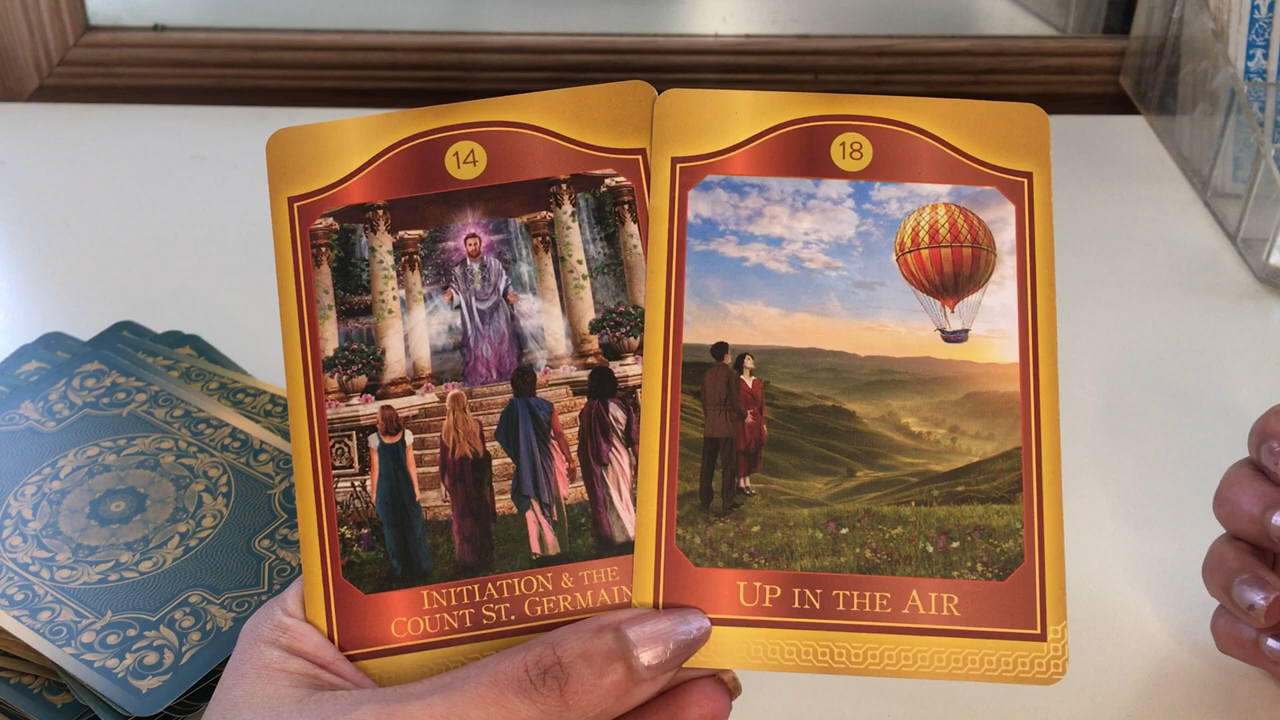 14
INITIATION & THE
COUNT ST. GERMAIN
18
UP IN THE AIR